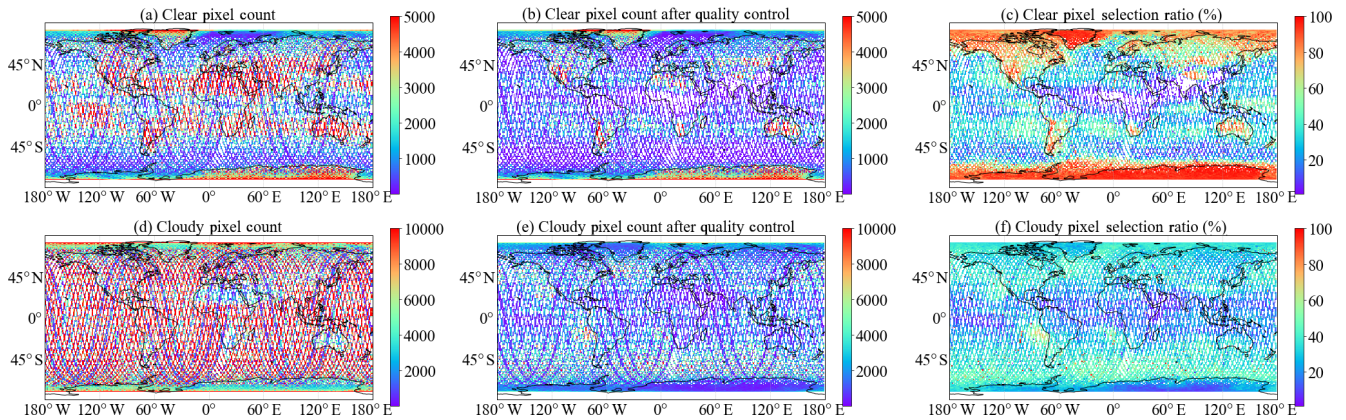 (a) Clear pixel count
(b) Clear pixel count after quality control
(c) Clear pixel selection ratio (%)
5000
4000
3000
2000
1000
5000
4000
3000
2000
1000
100
80
60
40
20
45°N
0°
45°S
45°N
0°
45°S
45°N
0°
45°S
180° W 120° W 60° W 0° 60° E 120° E 180° E
180° W 120° W 60° W 0° 60° E 120° E 180° E
180° W 120° W 60° W 0° 60° E 120° E 180° E
(d) Cloudy pixel count
(e) Cloudy pixel count after quality control
(f) Cloudy pixel selection ratio (%)
10000
8000
6000
4000
2000
10000
8000
6000
4000
2000
100
80
60
40
20
45°N
0°
45°S
45°N
0°
45°S
45°N
0°
45°S
180° W 120° W 60° W 0° 60° E 120° E 180° E
180° W 120° W 60° W 0° 60° E 120° E 180° E
180° W 120° W 60° W 0° 60° E 120° E 180° E